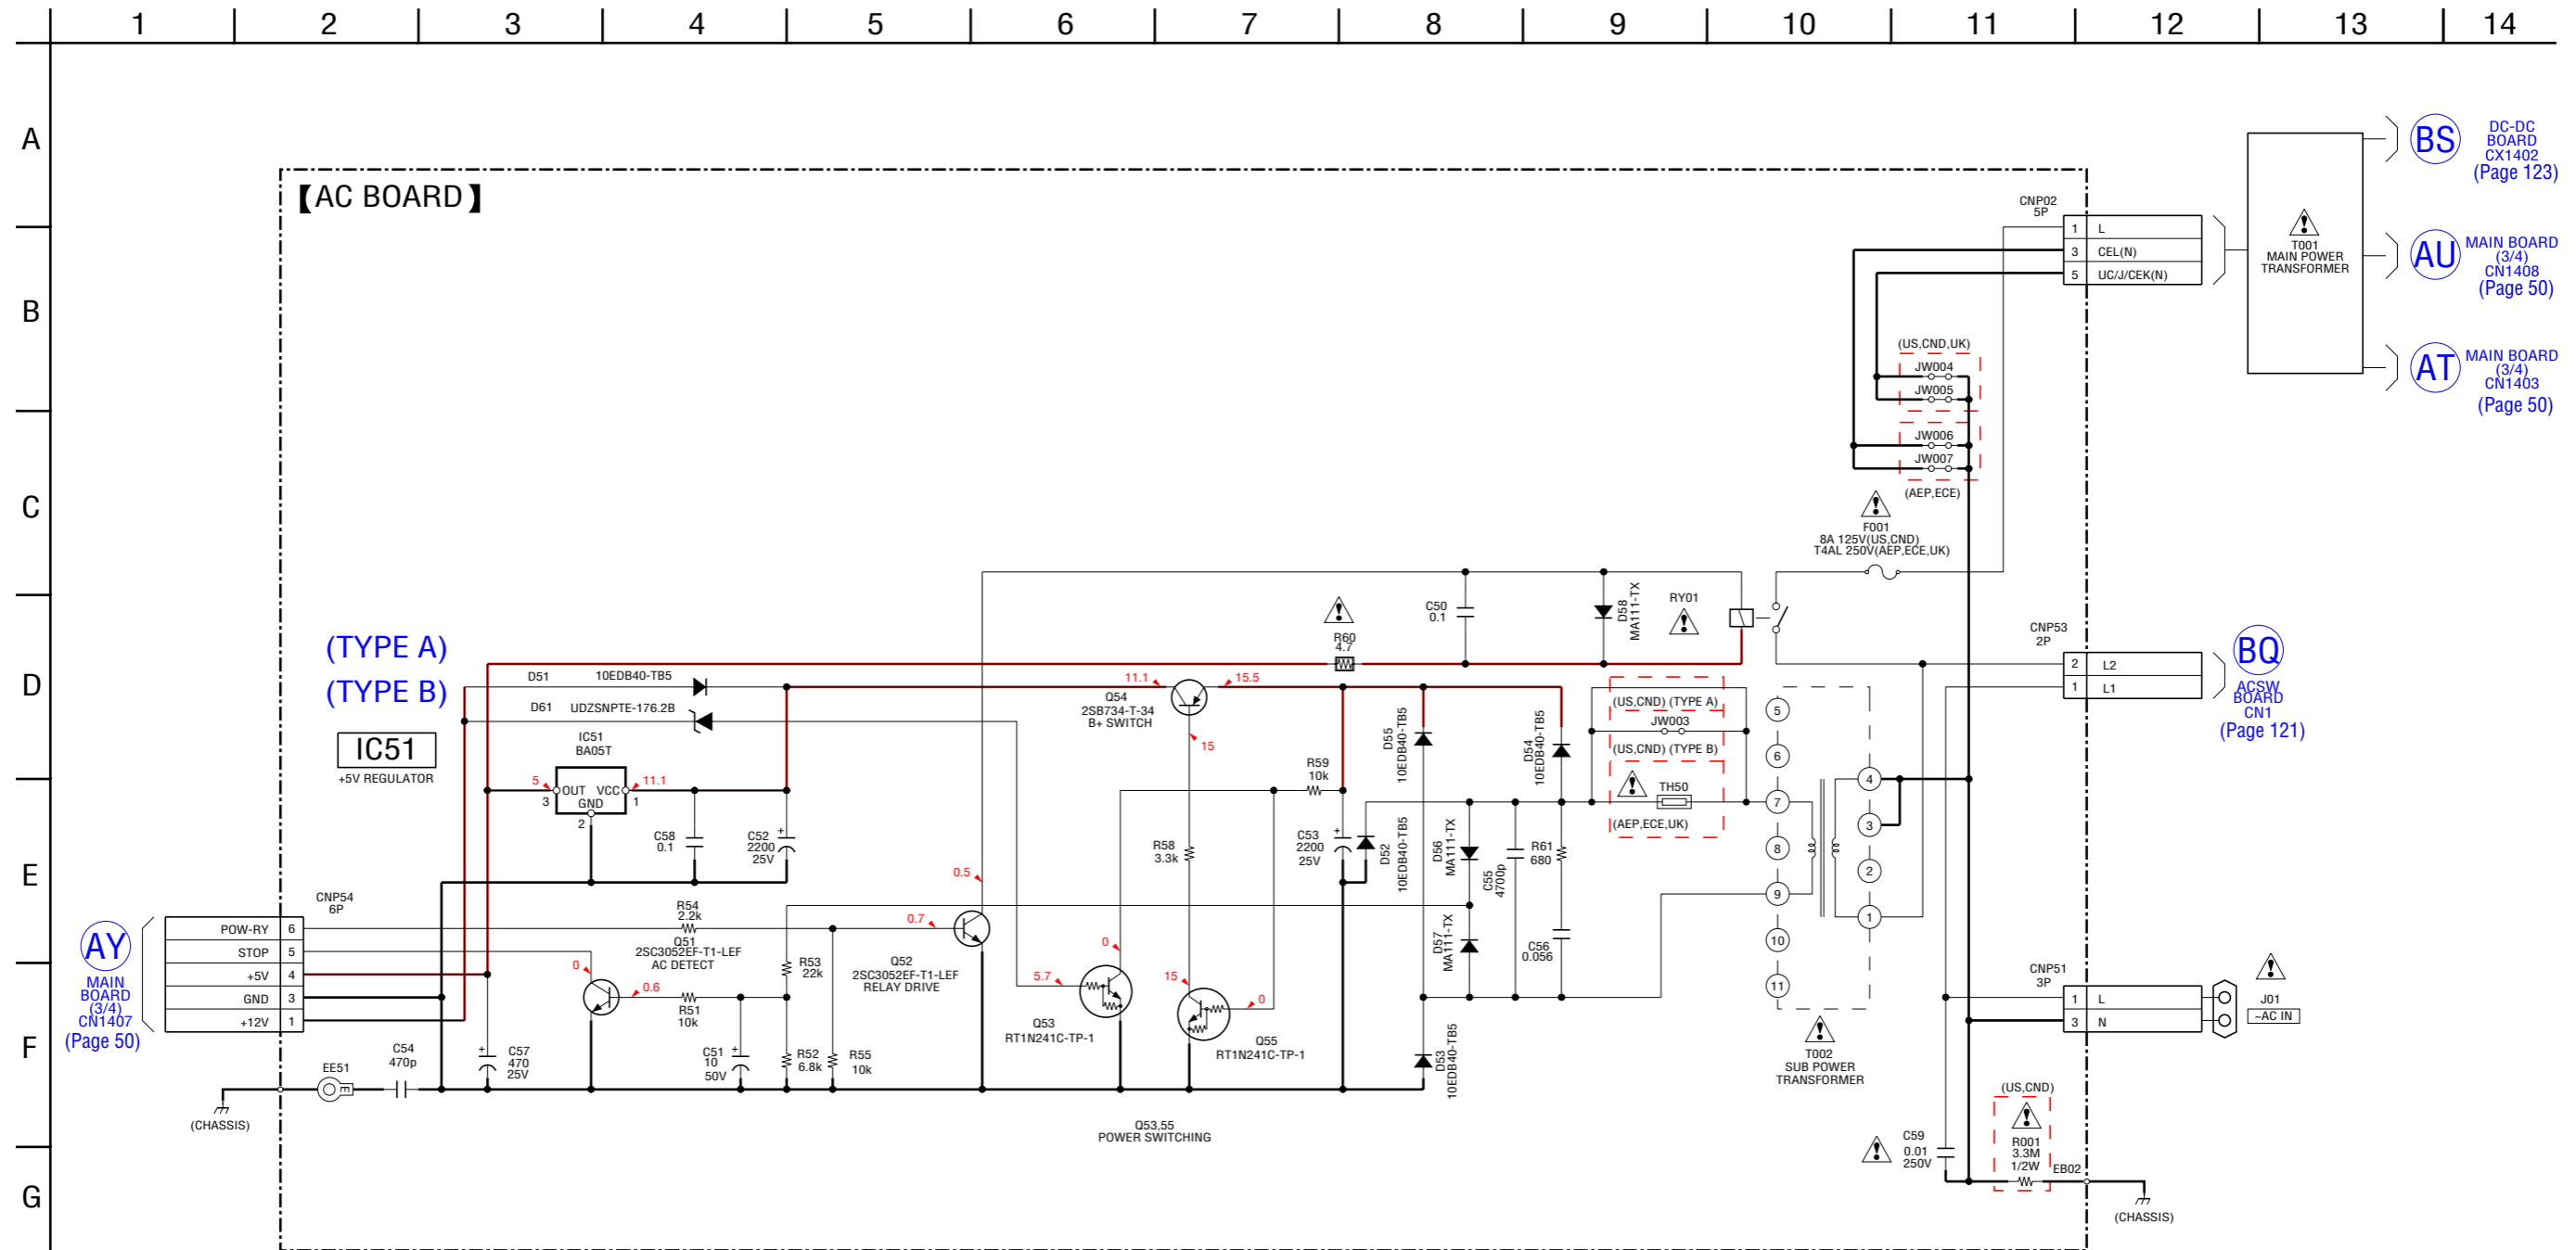 1 2 3 4 5 6 7 8 9 10 11 12 13 14
A
B
C
D
E
F
G
【AC BOARD】
BS
DC-DC
BOARD
CX1402
(Page 123)
CNP02
5P
1 L
3 CEL(N)
5 UC/J/CEK(N)
T001
MAIN POWER
TRANSFORMER
AU
MAIN BOARD
(3/4)
CN1408
(Page 50)
AT
MAIN BOARD
(3/4)
CN1403
(Page 50)
(US,CND,UK)
JW004
JW005
JW006
JW007
(AEP,ECE)
F001
8A 125V(US,CND)
T4AL 250V(AEP,ECE,UK)
(TYPE A)
(TYPE B)
IC51
+5V REGULATOR
D51 10EDB40-TB5
D61 UDZSNPTE-176.2B
IC51
BA05T
5
11.1
OUT VCC
GND
3
1
2
C58
0.1
C52
2200
25V
+
11.1
15.5
Q54
2SB734-T-34
B+ SWITCH
15
R60
4.7
C50
0.1
D58
MA111-TX
RY01
CNP53
2P
2 L2
1 L1
BQ
ACSW
BOARD
CN1
(Page 121)
R59
10k
R58
3.3k
C53
2200
25V
+
D55
10EDB40-TB5
D54
10EDB40-TB5
D52
10EDB40-TB5
D56
MA111-TX
D57
MA111-TX
C55
4700p
R61
680
C56
0.056
D53
10EDB40-TB5
(US,CND) (TYPE A)
JW003
(US,CND) (TYPE B)
TH50
(AEP,ECE,UK)
5
6
7
8
9
10
11
4
3
2
1
T002
SUB POWER
TRANSFORMER
CNP54
6P
AY
MAIN
BOARD
(3/4)
CN1407
(Page 50)
POW-RY 6
STOP 5
+5V 4
GND 3
+12V 1
R54
2.2k
Q51
2SC3052EF-T1-LEF
AC DETECT
0
0.6
R51
10k
R53
22k
C51
10
50V
+
R52
6.8k
R55
10k
Q52
2SC3052EF-T1-LEF
RELAY DRIVE
0.5
0.7
0
5.7
Q53
RT1N241C-TP-1
15
0
Q55
RT1N241C-TP-1
Q53,55
POWER SWITCHING
EE51
E
C54
470p
C57
470
25V
+
(CHASSIS)
CNP51
3P
1 L
3 N
J01
~AC IN
C59
0.01
250V
(US,CND)
R001
3.3M
1/2W
EB02
(CHASSIS)